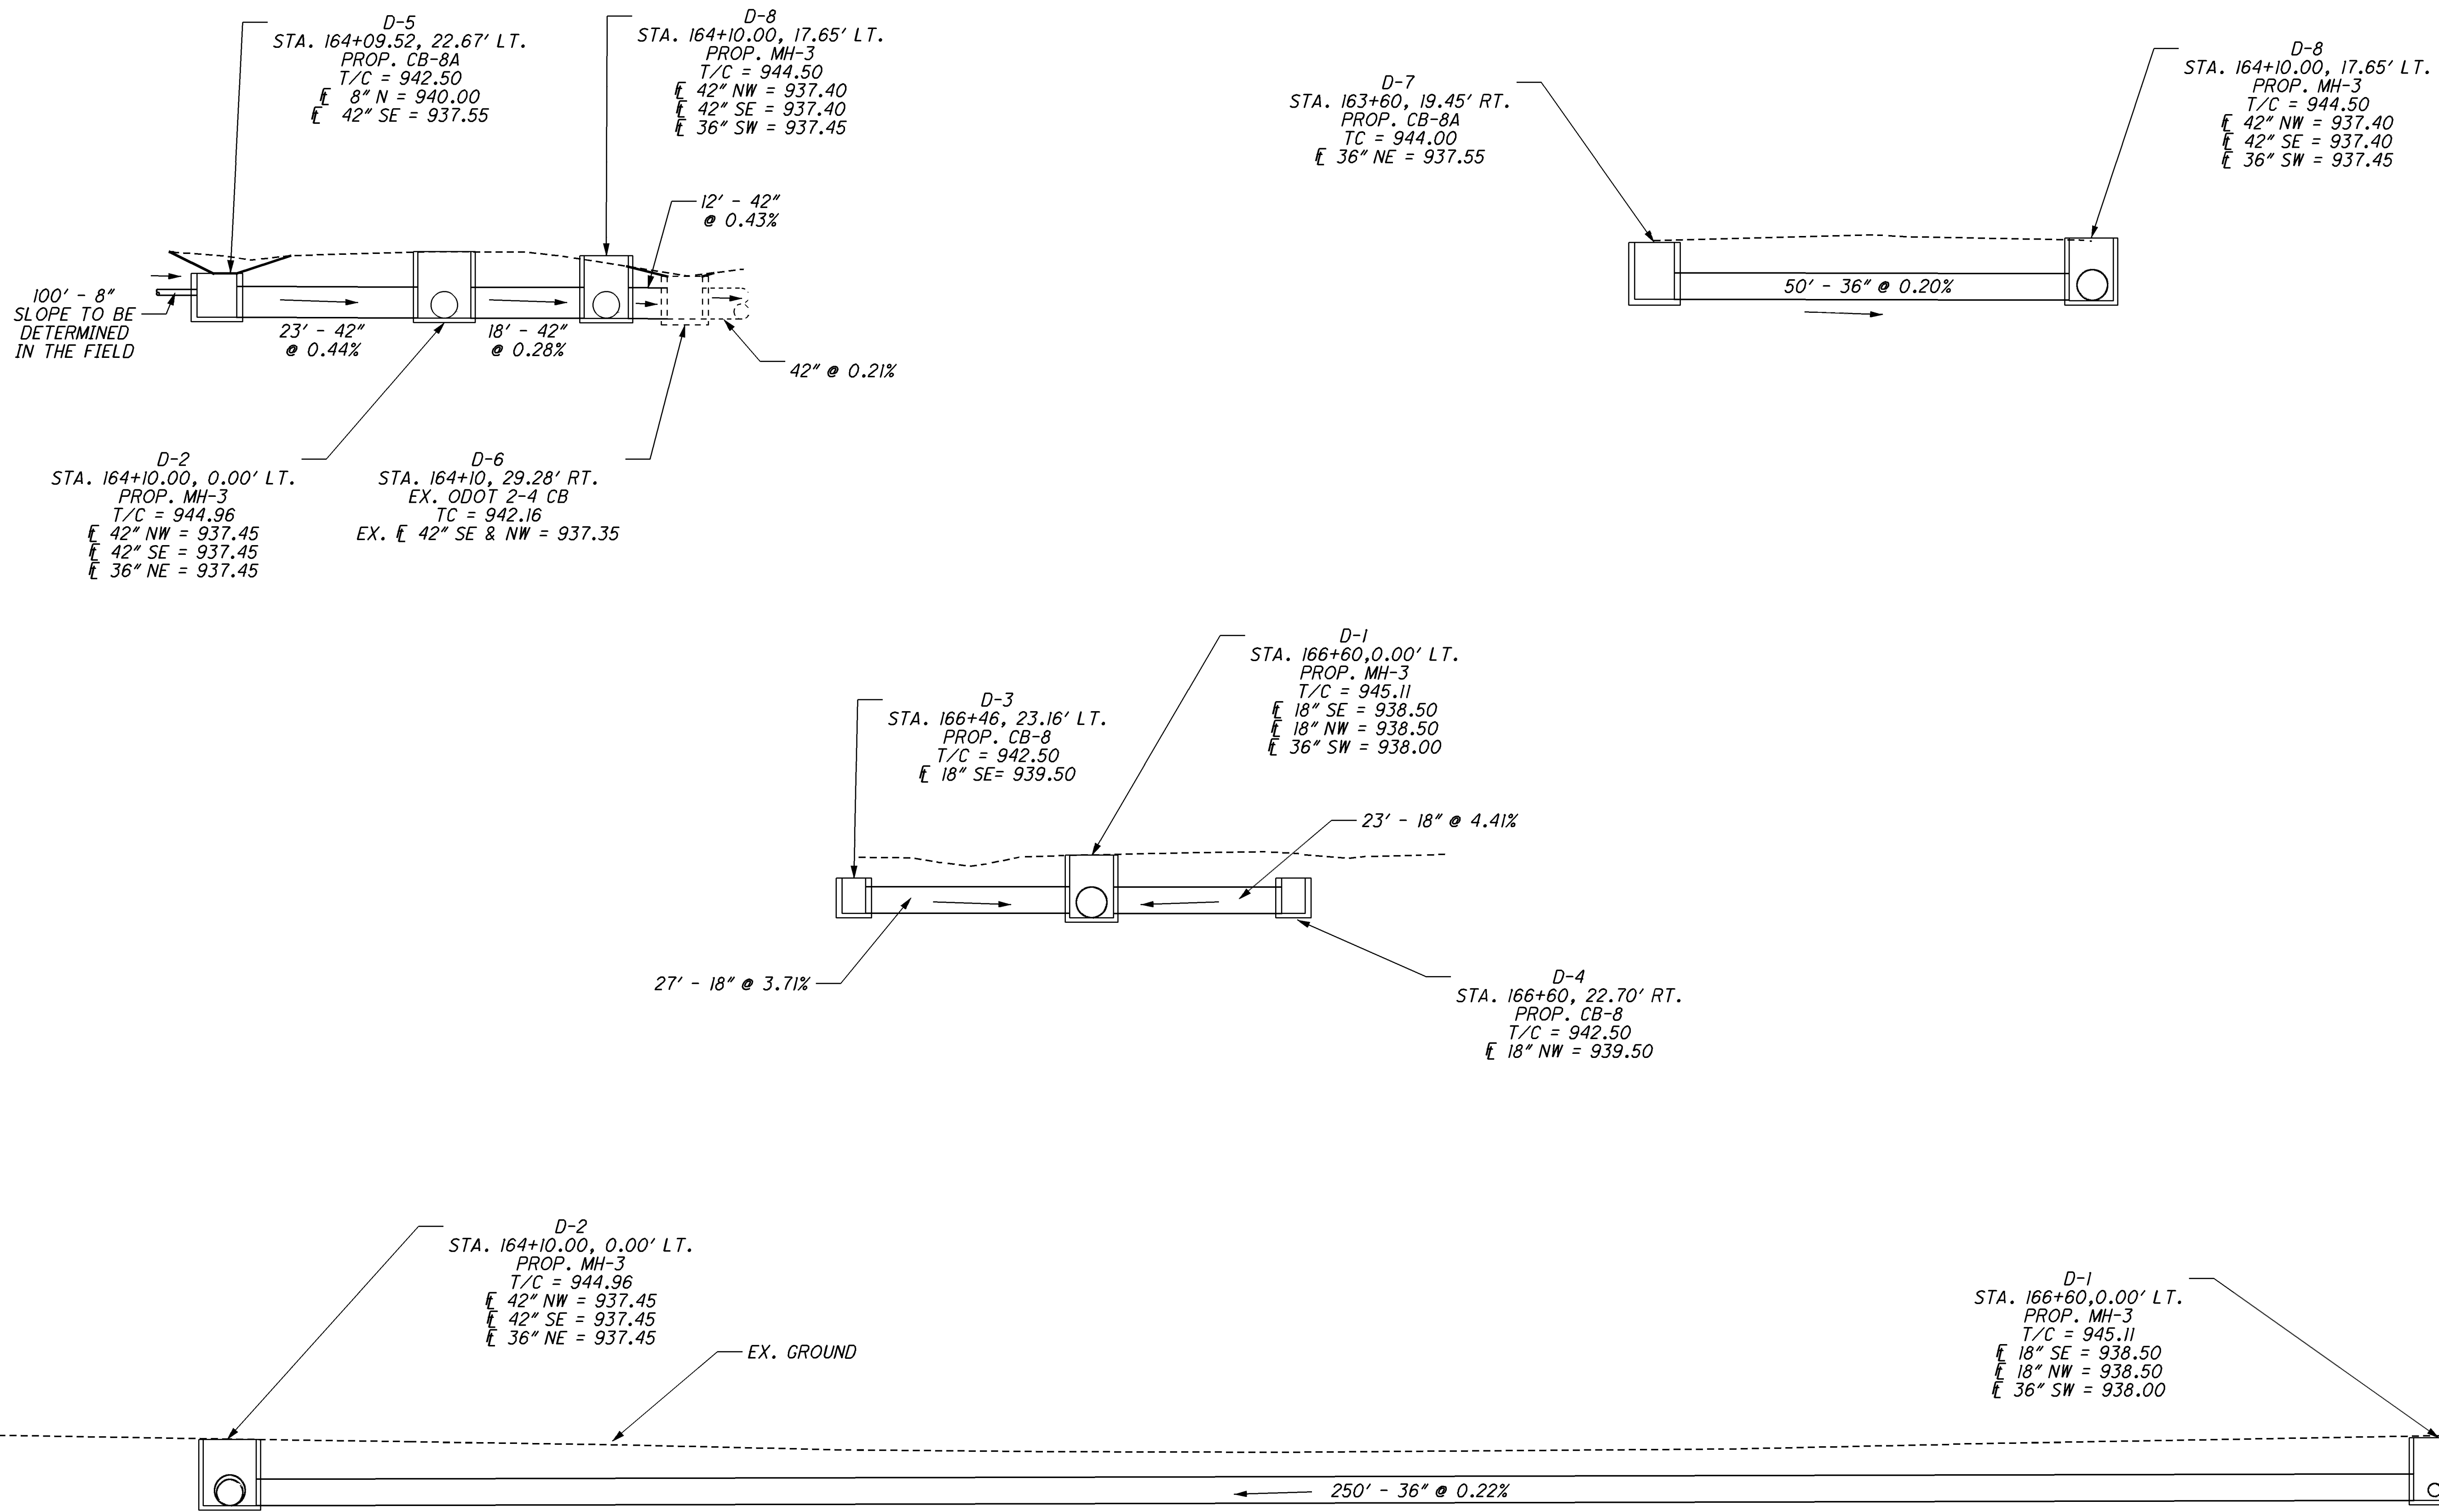 D-5
STA. 164+09.52, 22.67' LT.
PROP. CB-8A
T/C = 942.50
℄ 8" N = 940.00
℄ 42" SE = 937.55
D-8
STA. 164+10.00, 17.65' LT.
PROP. MH-3
T/C = 944.50
℄ 42" NW = 937.40
℄ 42" SE = 937.40
℄ 36" SW = 937.45
12' - 42"
@ 0.43%
100' - 8"
SLOPE TO BE
DETERMINED
IN THE FIELD
23' - 42"
@ 0.44%
18' - 42"
@ 0.28%
42" @ 0.21%
D-2
STA. 164+10.00, 0.00' LT.
PROP. MH-3
T/C = 944.96
℄ 42" NW = 937.45
℄ 42" SE = 937.45
℄ 36" NE = 937.45
D-6
STA. 164+10, 29.28' RT.
EX. ODOT 2-4 CB
TC = 942.16
EX. ℄ 42" SE & NW = 937.35
D-7
STA. 163+60, 19.45' RT.
PROP. CB-8A
TC = 944.00
℄ 36" NE = 937.55
D-8
STA. 164+10.00, 17.65' LT.
PROP. MH-3
T/C = 944.50
℄ 42" NW = 937.40
℄ 42" SE = 937.40
℄ 36" SW = 937.45
50' - 36" @ 0.20%
D-3
STA. 166+46, 23.16' LT.
PROP. CB-8
T/C = 942.50
℄ 18" SE= 939.50
D-1
STA. 166+60,0.00' LT.
PROP. MH-3
T/C = 945.11
℄ 18" SE = 938.50
℄ 18" NW = 938.50
℄ 36" SW = 938.00
23' - 18" @ 4.41%
27' - 18" @ 3.71%
D-4
STA. 166+60, 22.70' RT.
PROP. CB-8
T/C = 942.50
℄ 18" NW = 939.50
D-2
STA. 164+10.00, 0.00' LT.
PROP. MH-3
T/C = 944.96
℄ 42" NW = 937.45
℄ 42" SE = 937.45
℄ 36" NE = 937.45
EX. GROUND
D-1
STA. 166+60,0.00' LT.
PROP. MH-3
T/C = 945.11
℄ 18" SE = 938.50
℄ 18" NW = 938.50
℄ 36" SW = 938.00
250' - 36" @ 0.22%